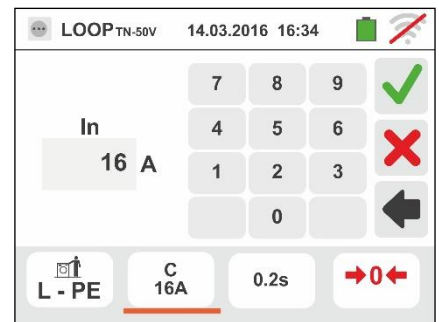 LOOP TN-50V 14.03.2016 16:34
7 8 9
In 4 5 6
16 A 1 2 3
0
L - PE C 16A 0.2s →0←